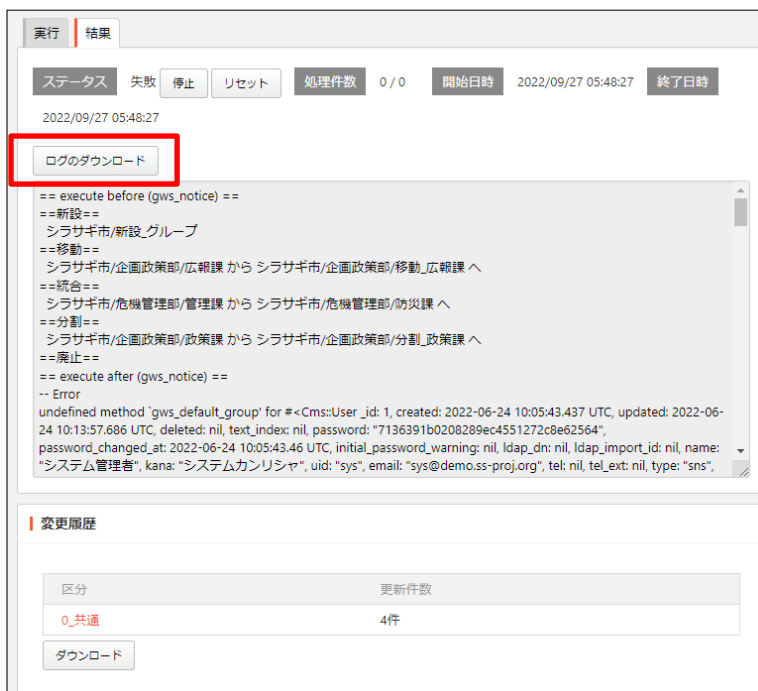 実行 結果
ステータス 失敗 停止 リセット 処理件数 0 / 0 開始日時 2022/09/27 05:48:27 終了日時
2022/09/27 05:48:27
ログのダウンロード
== execute before (gws_notice) ==
==新設==
シラサギ市/新設_グループ
==移動==
シラサギ市/企画政策部/広報課 から シラサギ市/企画政策部/移動_広報課 へ
==統合==
シラサギ市/危機管理部/管理課 から シラサギ市/危機管理部/防災課 へ
==分割==
シラサギ市/企画政策部/政策課 から シラサギ市/企画政策部/分割_政策課 へ
==廃止==
== execute after (gws_notice) ==
-- Error
undefined method `gws_default_group' for #<Cms::User _id: 1, created: 2022-06-24 10:05:43.437 UTC, updated: 2022-06-
24 10:13:57.686 UTC, deleted: nil, text_index: nil, password: "7136391b0208289ec4551272c8e62564",
password_changed_at: 2022-06-24 10:05:43.46 UTC, initial_password_warning: nil, ldap_dn: nil, ldap_import_id: nil, name:
"システム管理者", kana: "システムカンリシャ", uid: "sys", email: "sys@demo.ss-proj.org", tel: nil, tel_ext: nil, type: "sns",
変更履歴
区分 更新件数
0_共通 4件
ダウンロード